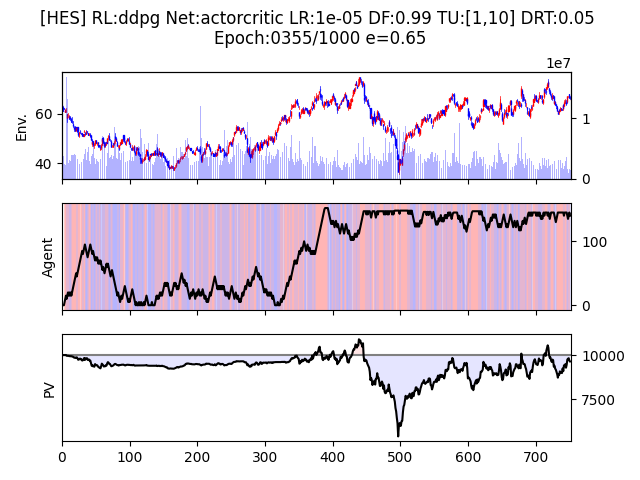 [HES] RL:ddpg Net:actorcritic LR:1e-05 DF:0.99 TU:[1,10] DRT:0.05
Epoch:0355/1000 e=0.65
1e7
Env.
60
40
1
0
Agent
100
0
PV
10000
7500
0 100 200 300 400 500 600 700